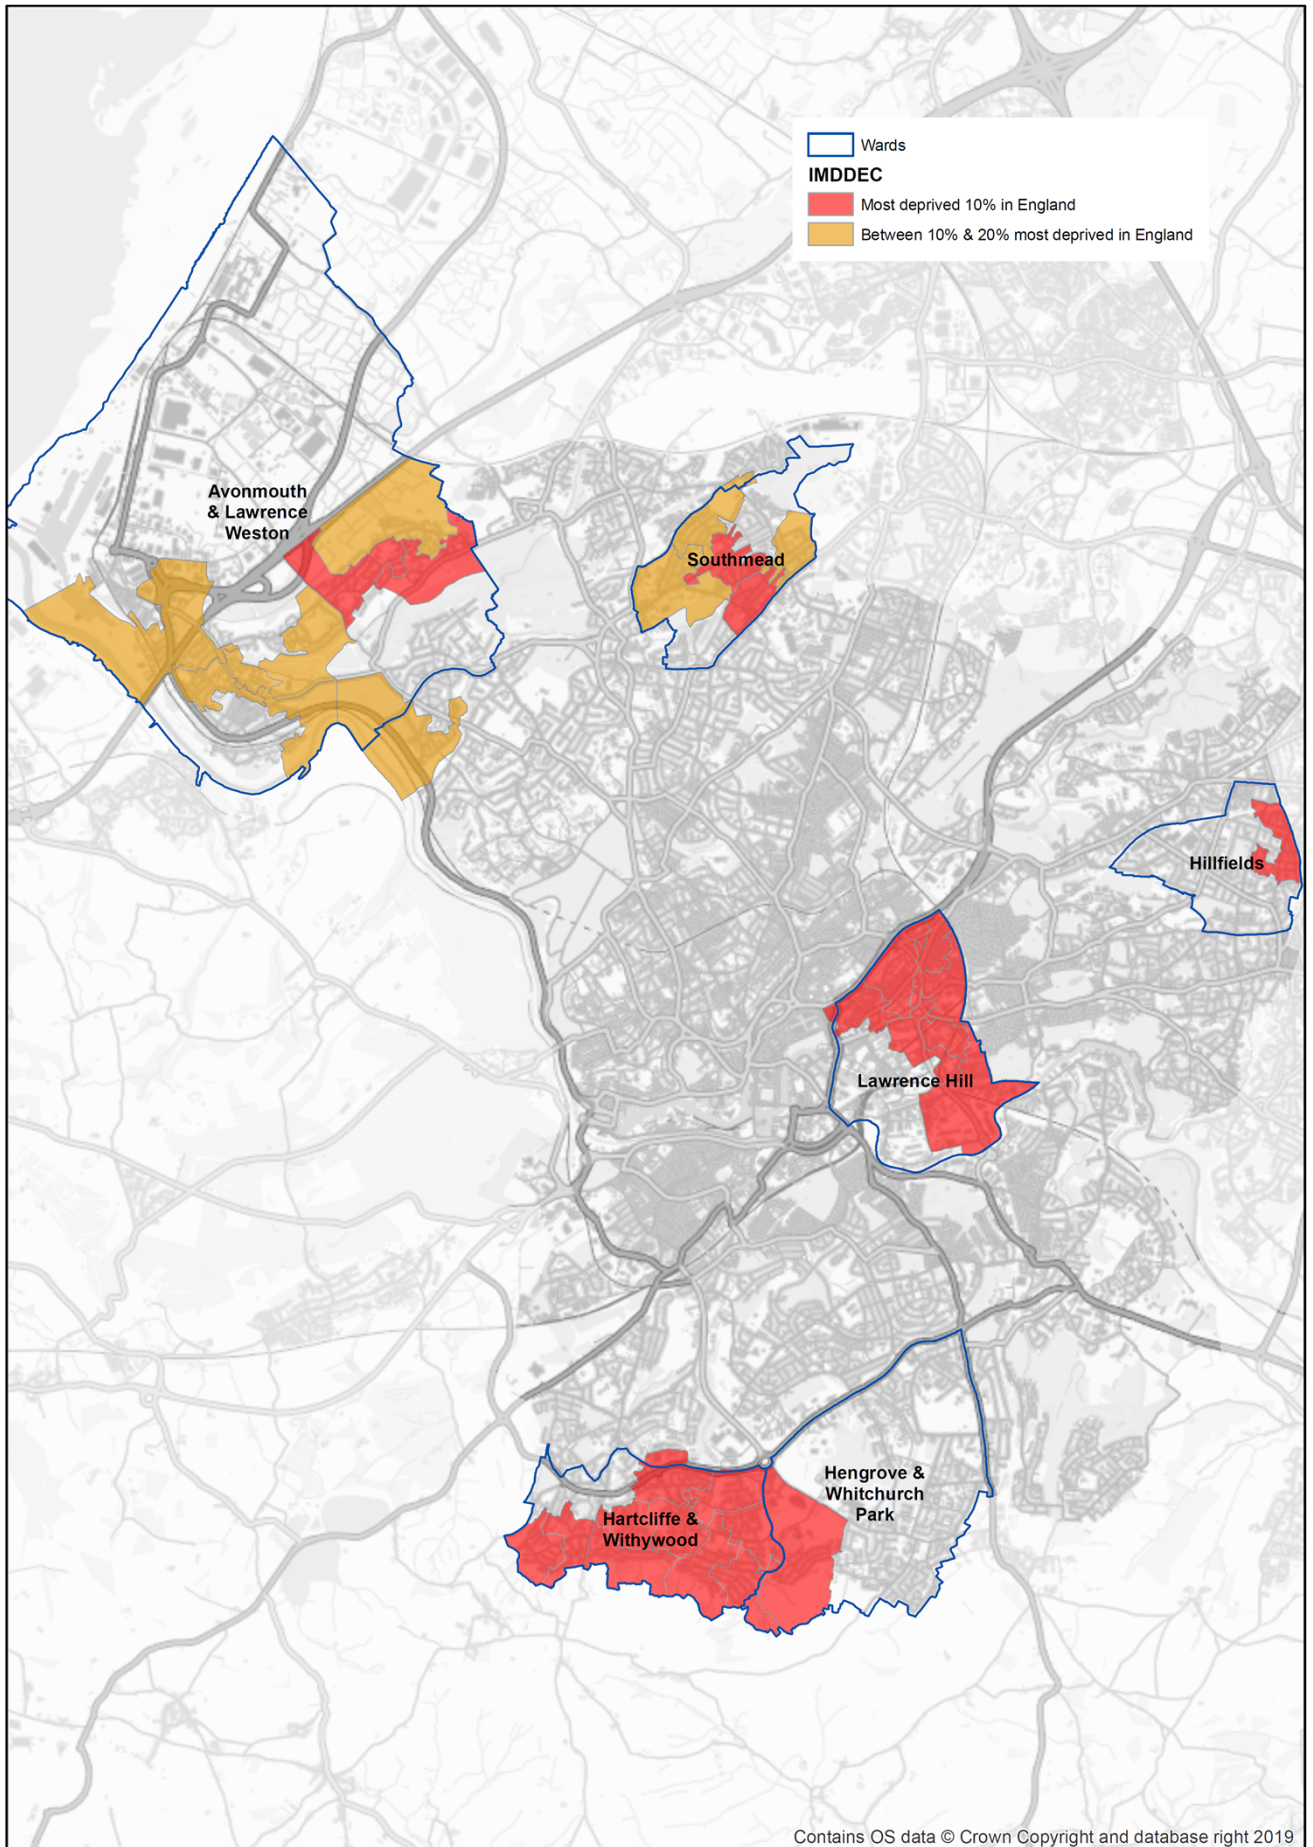 Wards
IMDDEC
Most deprived 10% in England
Between 10% & 20% most deprived in England
Avonmouth
& Lawrence
Weston
Southmead
Hillfields
Lawrence Hill
Hengrove &
Whitchurch
Park
Hartcliffe &
Withywood
Contains OS data © Crown Copyright and database right 2019